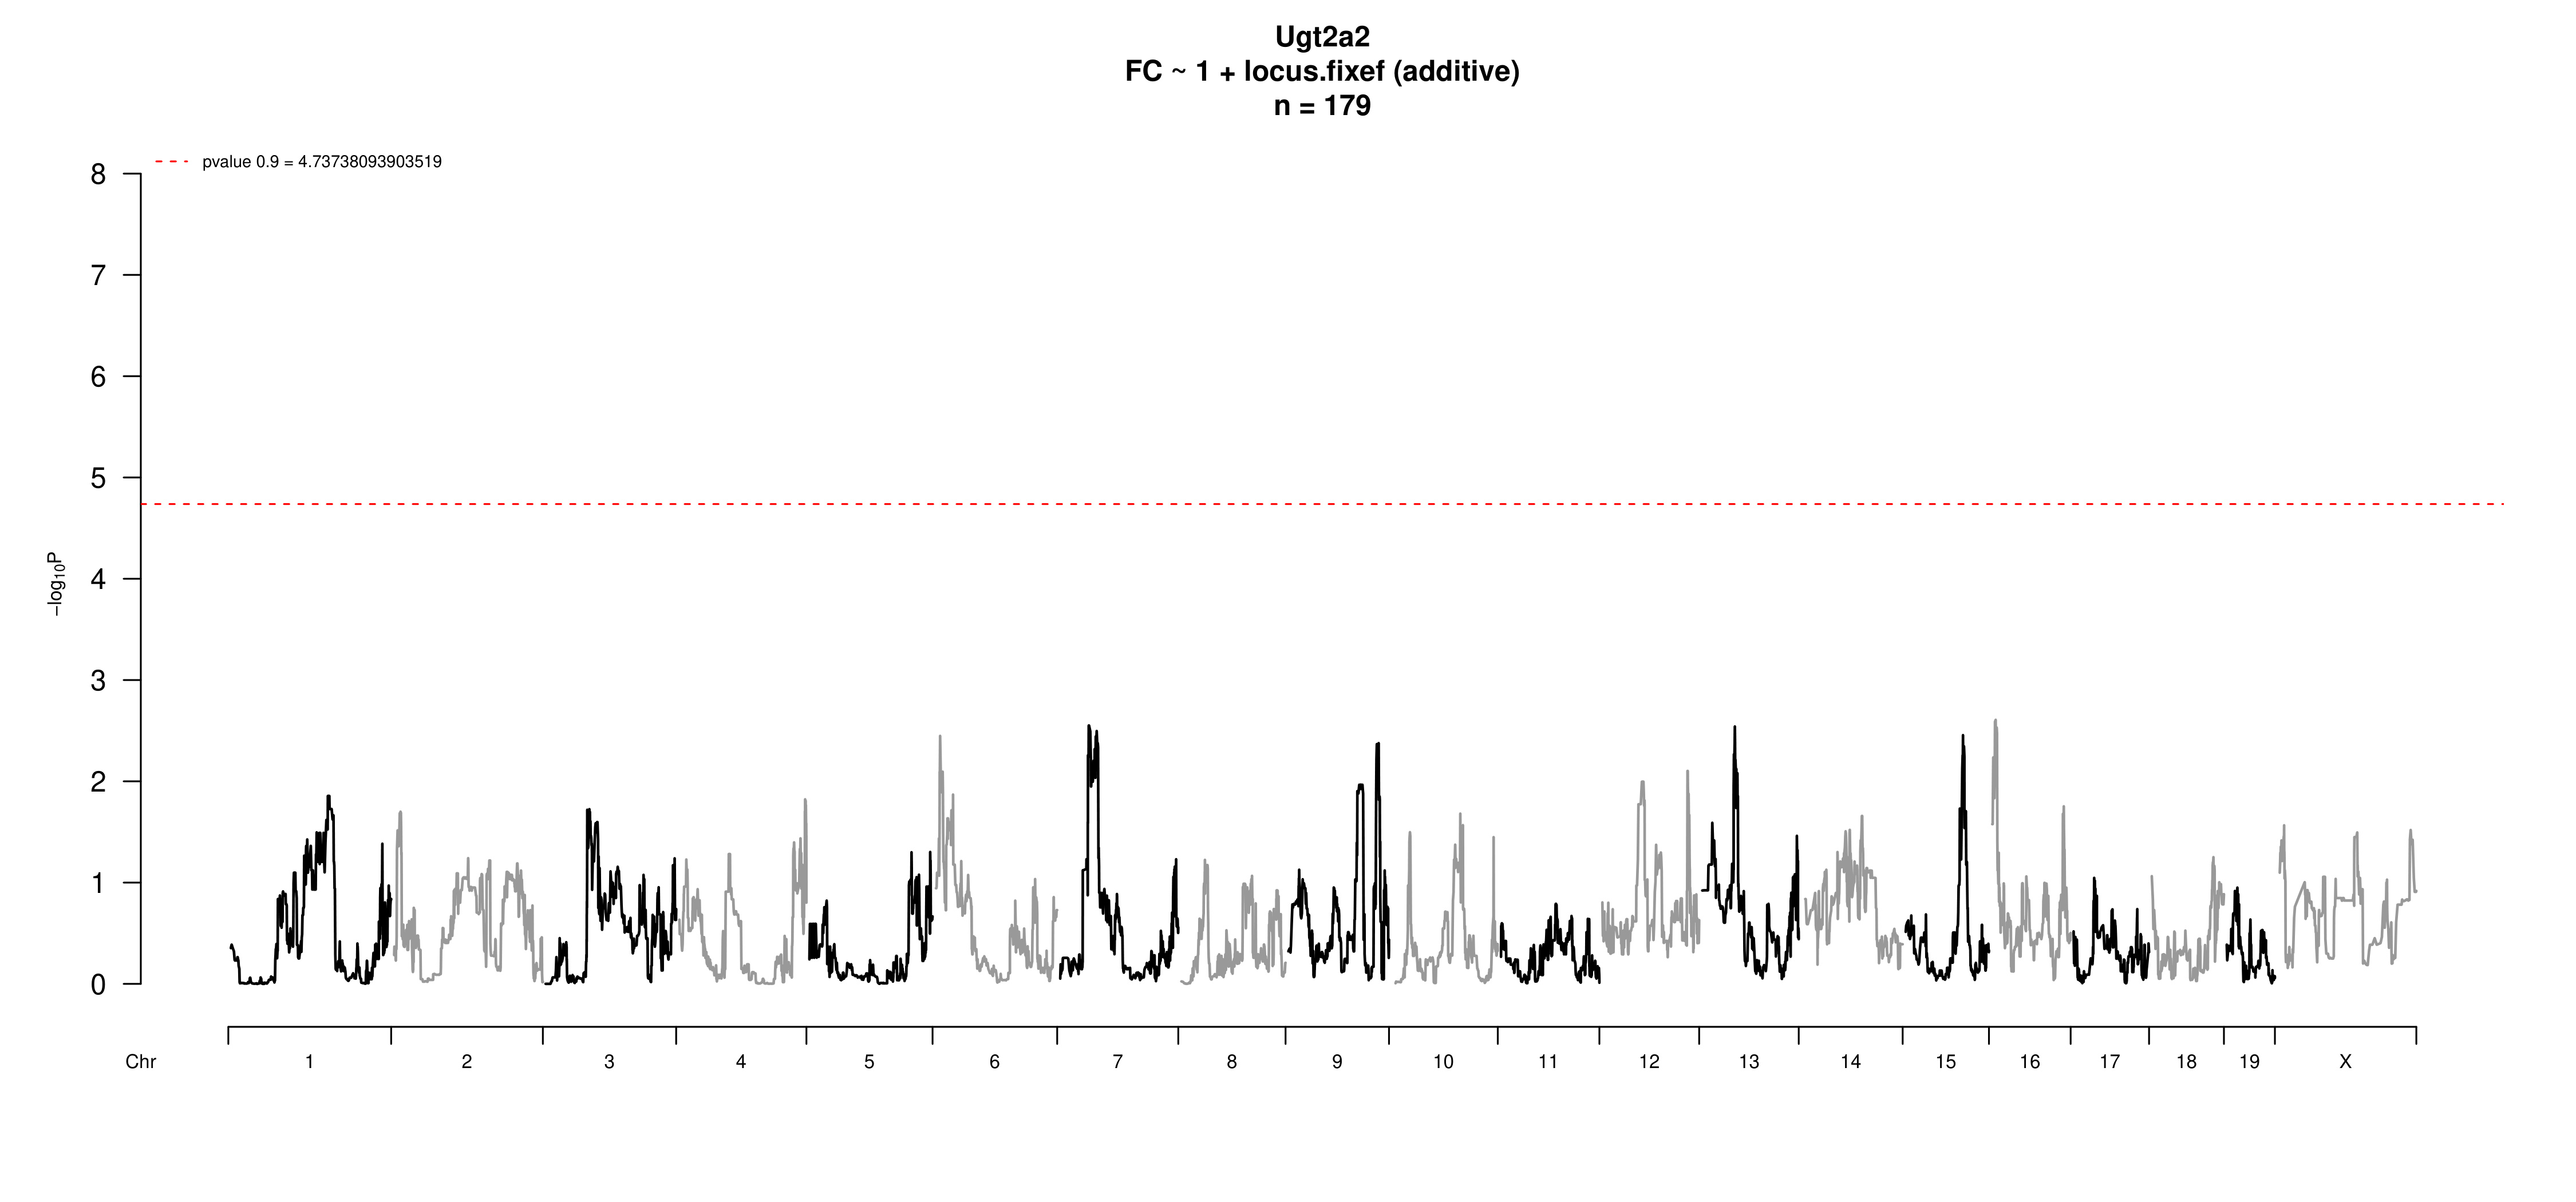 Ugt2a2
FC ~ 1 + locus.fixef (additive)
n = 179
pvalue 0.9 = 4.73738093903519
8
7
6
5
4
3
2
1
0
−log10P
Chr 1 2 3 4 5 6 7 8 9 10 11 12 13 14 15 16 17 18 19 X